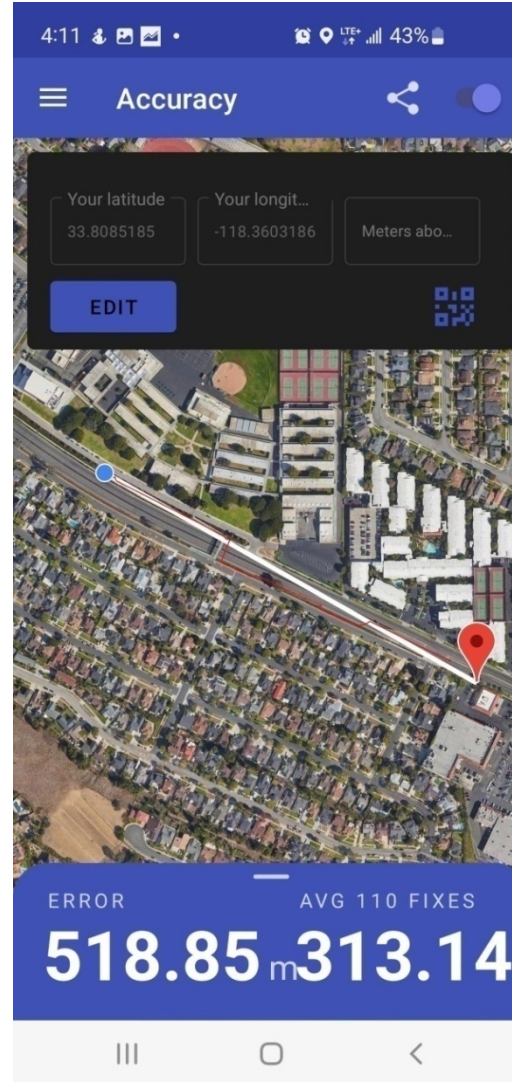 4:11 LTE+ 43%
Accuracy
Your latitude Your longit...
33.8085185 -118.3603186 Meters abo...
EDIT
ERROR AVG 110 FIXES
518.85 m 313.14